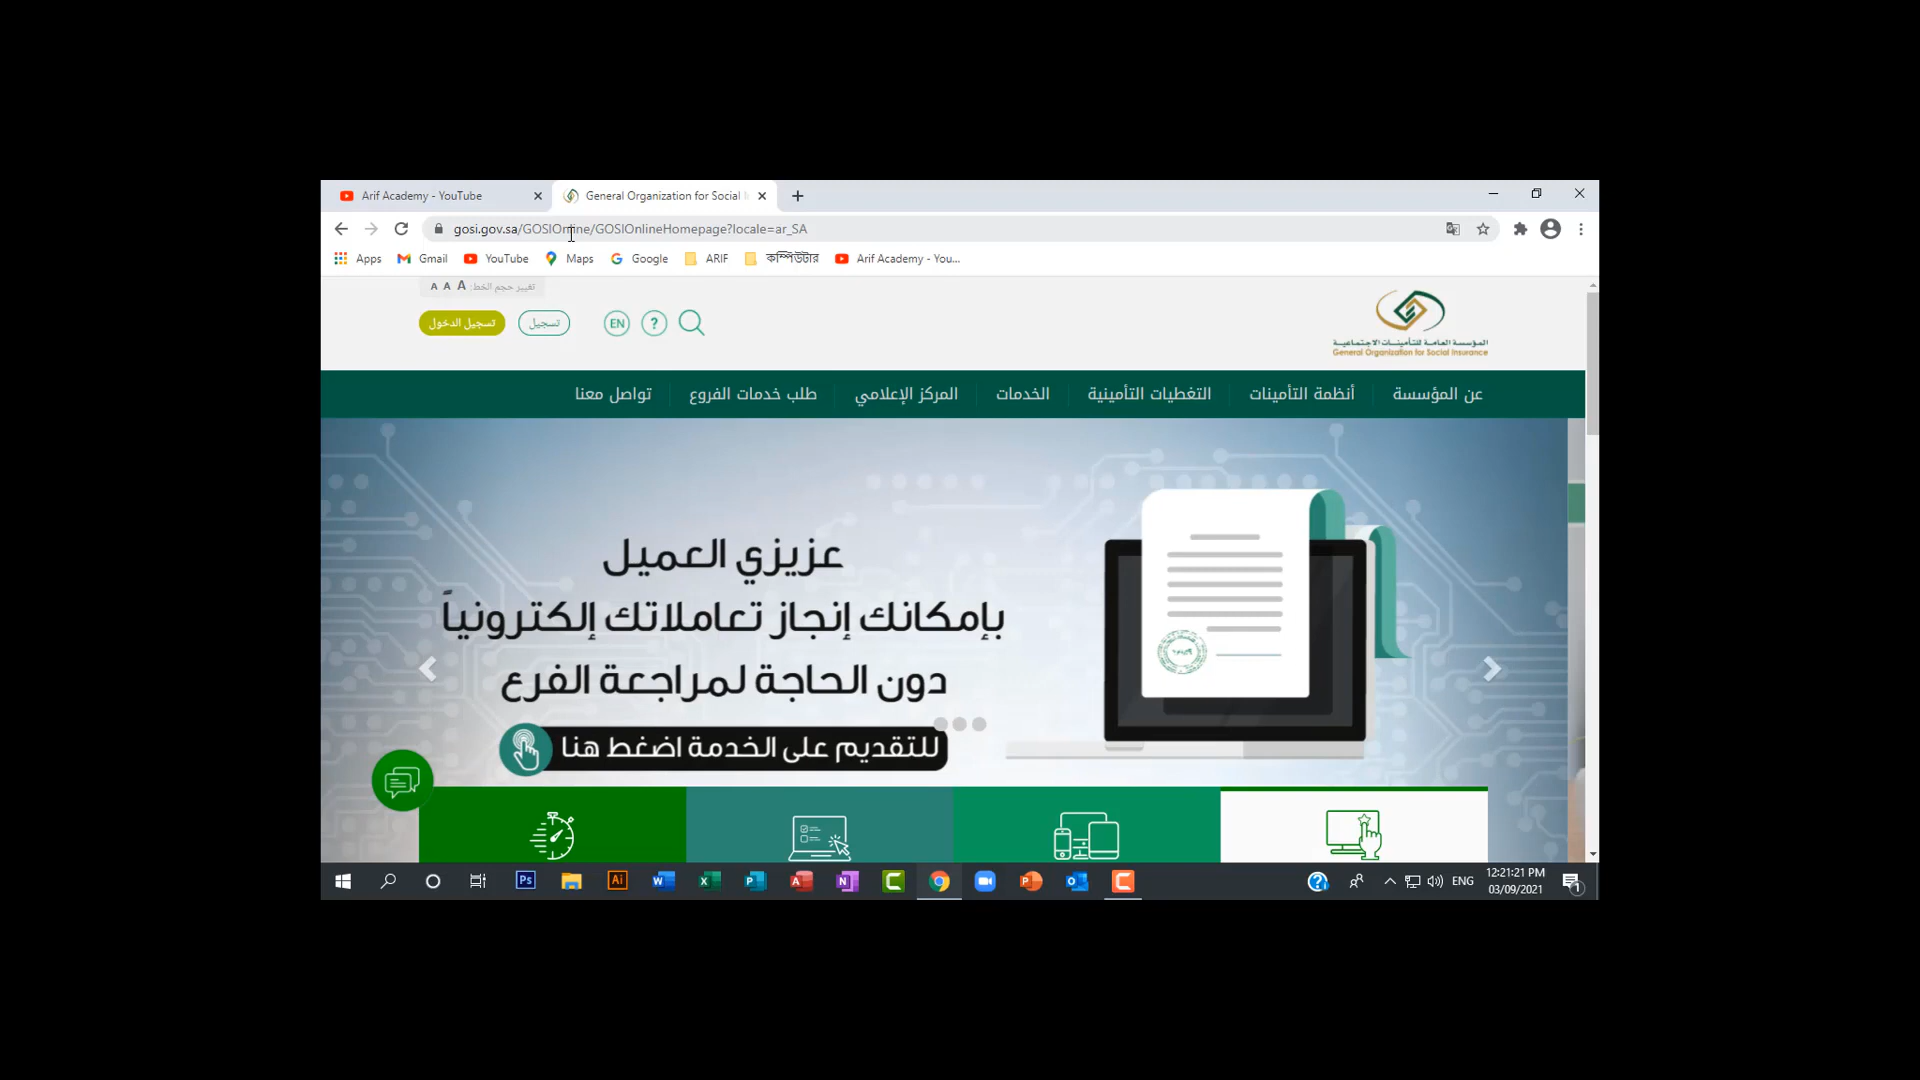 Arif Academy - YouTube
General Organization for Social I
gosi.gov.sa/GOSIOnline/GOSIOnlineHomepage?locale=ar_SA
Apps
Gmail
YouTube
Maps
Google
ARIF
কম্পিউটার
Arif Academy - You...
تغيير حجم الخط: A A A
تسجيل الدخول
تسجيل
EN
?
المؤسسة العامة للتأمينات الاجتماعية
General Organization for Social Insurance
عن المؤسسة
أنظمة التأمينات
التغطيات التأمينية
الخدمات
المركز الإعلامي
طلب خدمات الفروع
تواصل معنا
عزيزي العميل
بإمكانك إنجاز تعاملاتك إلكترونياً
دون الحاجة لمراجعة الفرع
للتقديم على الخدمة اضغط هنا
Ps
Ai
ENG
12:21:21 PM
03/09/2021
1